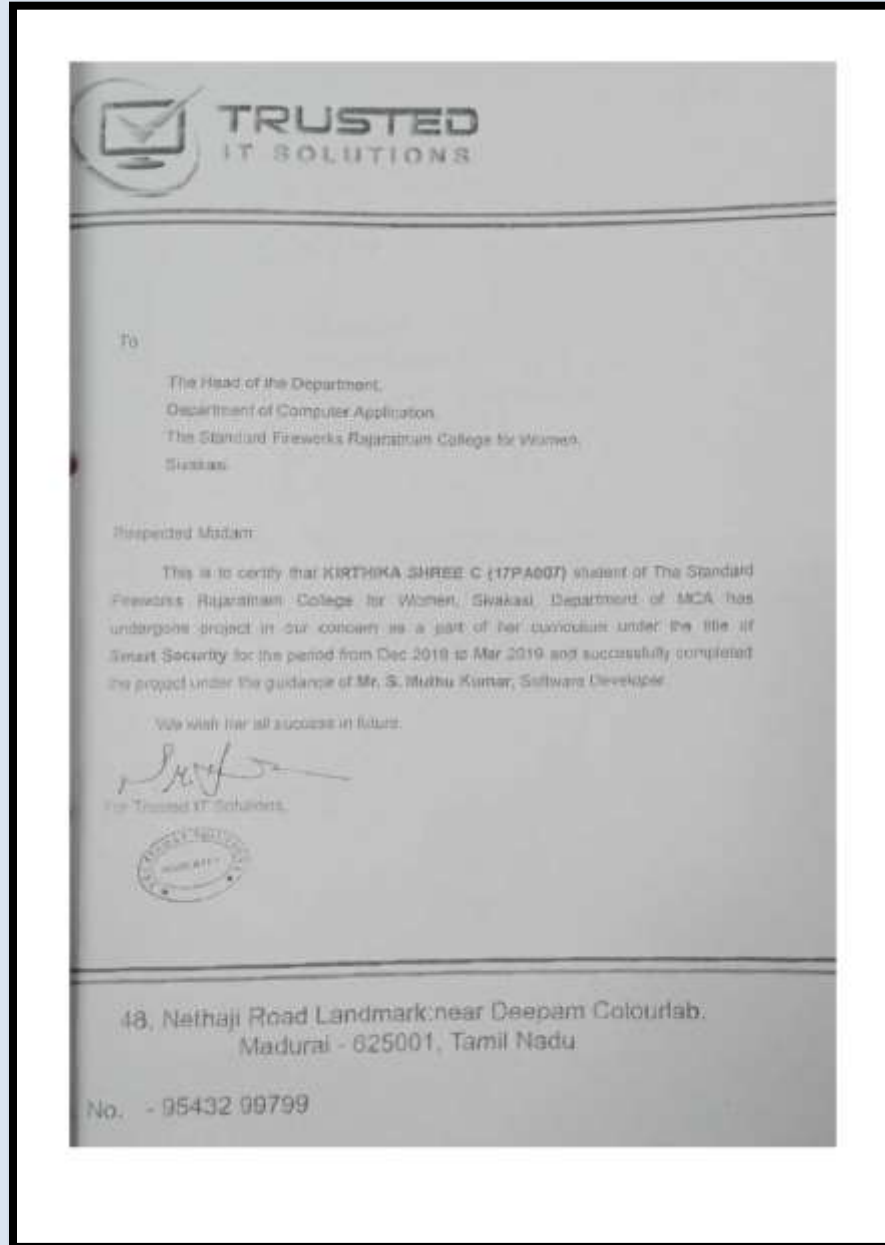 TRUSTED
IT SOLUTIONS
To
The Head of the Department,
Department of Computer Application,
The Standard Fireworks Rajaratnam College for Women,
Sivakasi.
Respected Madam
This is to certify that KIRTHIKA SHREE C (17PA007) student of The Standard
Fireworks Rajaratnam College for Women, Sivakasi, Department of MCA has
undergone project in our concern as a part of her curriculum under the title of
Smart Security for the period from Dec 2018 to Mar 2019 and successfully completed
the project under the guidance of Mr. S. Muthu Kumar, Software Developer.
We wish her all success in future.
For Trusted IT Solutions,
48, Nethaji Road Landmark:near Deepam Colourlab,
Madurai - 625001, Tamil Nadu
No. - 95432 99799